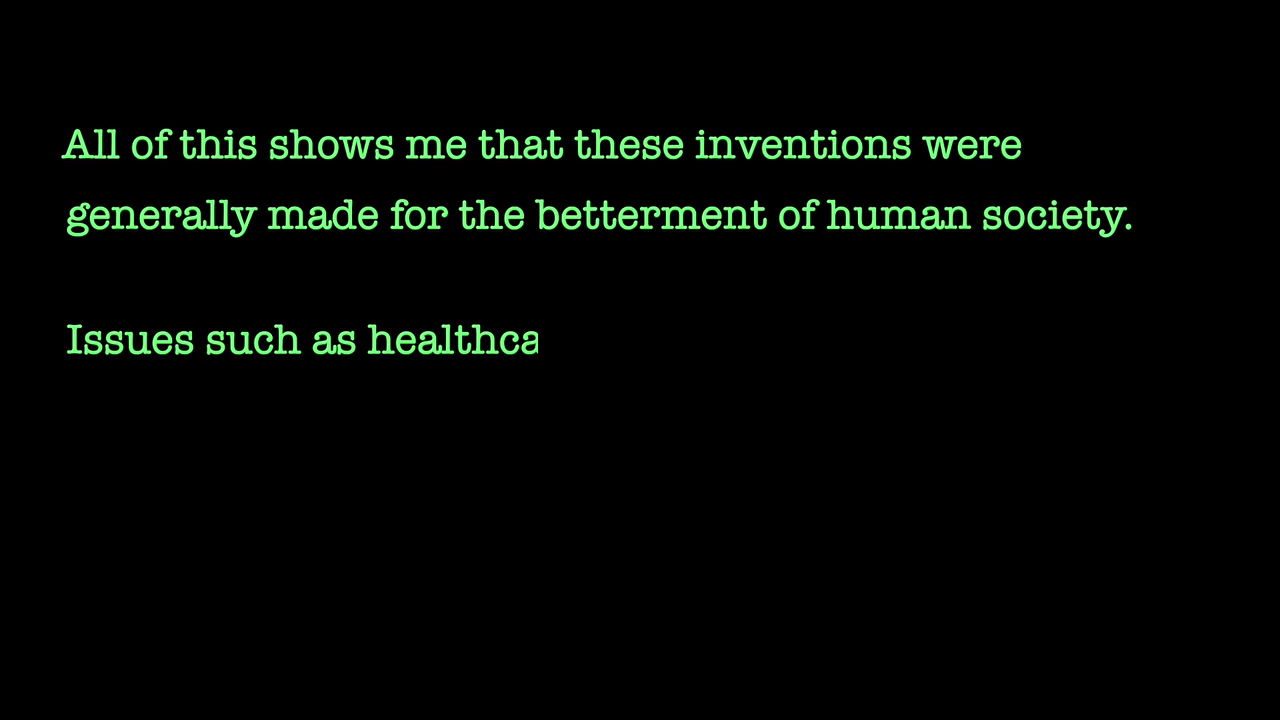 All of this shows me that these inventions were
generally made for the betterment of human society.
Issues such as healthca